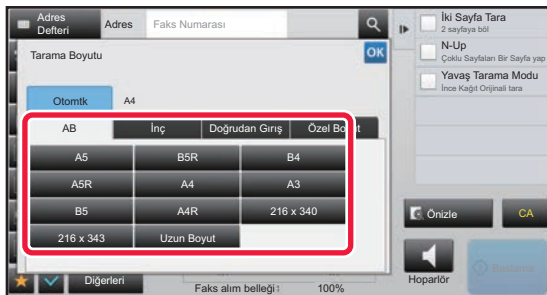 Adres Defteri
Adres
Faks Numarası
Tarama Boyutu
OK
Otomtk
A4
AB
İnç
Doğrudan Giriş
Özel Boyut
A5
B5R
B4
A5R
A4
A3
B5
A4R
216 x 340
216 x 343
Uzun Boyut
Diğerleri
Faks alım belleği:
100%
İki Sayfa Tara
2 sayfaya böl
N-Up
Çoklu Sayfaları Bir Sayfa yap
Yavaş Tarama Modu
İnce Kağıt Orijinali tara
Önizle
CA
Hoparlör